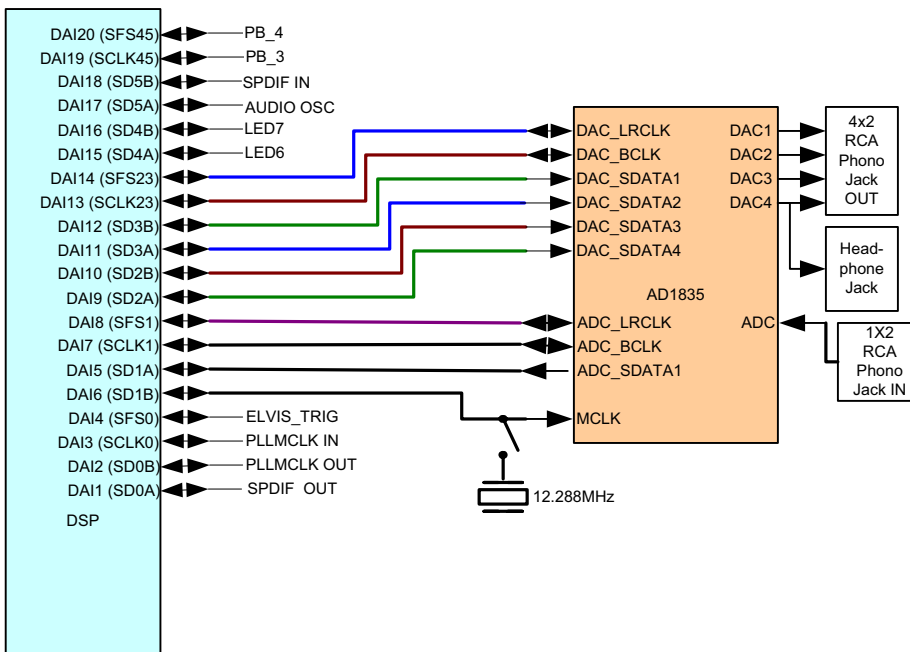 DAI20 (SFS45)
PB_4
DAI19 (SCLK45)
PB_3
DAI18 (SD5B)
SPDIF IN
DAI17 (SD5A)
AUDIO OSC
DAI16 (SD4B)
LED7
DAI15 (SD4A)
LED6
DAI14 (SFS23)
DAI13 (SCLK23)
DAI12 (SD3B)
DAI11 (SD3A)
DAI10 (SD2B)
DAI9 (SD2A)
DAI8 (SFS1)
DAI7 (SCLK1)
DAI5 (SD1A)
DAI6 (SD1B)
DAI4 (SFS0)
ELVIS_TRIG
DAI3 (SCLK0)
PLLMCLK IN
DAI2 (SD0B)
PLLMCLK OUT
DAI1 (SD0A)
SPDIF OUT
DSP
DAC_LRCLK
DAC_BCLK
DAC_SDATA1
DAC_SDATA2
DAC_SDATA3
DAC_SDATA4
AD1835
ADC_LRCLK
ADC_BCLK
ADC_SDATA1
MCLK
DAC1
DAC2
DAC3
DAC4
ADC
12.288MHz
4x2
RCA
Phono
Jack
OUT
Head-
phone
Jack
1X2
RCA
Phono
Jack IN